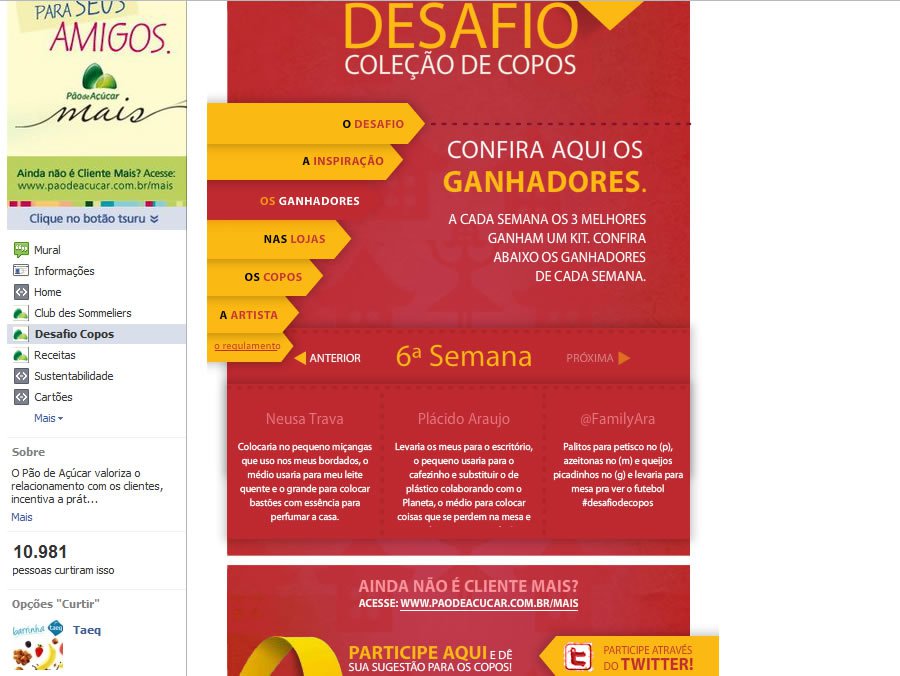 PARA SEUS
AMIGOS.
Pão de Açúcar
mais
Ainda não é Cliente Mais? Acesse:
www.paodeacucar.com.br/mais
Clique no botão tsuru
Mural
Informações
Home
Club des Sommeliers
Desafio Copos
Receitas
Sustentabilidade
Cartões
Mais
Sobre
O Pão de Açúcar valoriza o
relacionamento com os clientes,
incentiva a prát...
Mais
10.981
pessoas curtiram isso
Opções "Curtir"
barrinha taeq
Taeq
DESAFIO
COLEÇÃO DE COPOS
O DESAFIO
A INSPIRAÇÃO
OS GANHADORES
NAS LOJAS
OS COPOS
A ARTISTA
o regulamento
CONFIRA AQUI OS
GANHADORES.
A CADA SEMANA OS 3 MELHORES
GANHAM UM KIT. CONFIRA
ABAIXO OS GANHADORES
DE CADA SEMANA.
ANTERIOR
6ª Semana
PRÓXIMA
Neusa Trava
Colocaria no pequeno miçangas
que uso nos meus bordados, o
médio usaria para meu leite
quente e o grande para colocar
bastões com essência para
perfumar a casa.
Plácido Araujo
Levaria os meus para o escritório,
o pequeno usaria para o
cafezinho e substituir o de
plástico colaborando com o
Planeta, o médio para colocar
coisas que se perdem na mesa e
@FamilyAra
Palitos para petisco no (p),
azeitonas no (m) e queijos
picadinhos no (g) e levaria para
mesa pra ver o futebol
#desafiodecopos
AINDA NÃO É CLIENTE MAIS?
ACESSE: WWW.PAODEACUCAR.COM.BR/MAIS
PARTICIPE AQUI E DÊ
SUA SUGESTÃO PARA OS COPOS!
PARTICIPE ATRAVÉS
DO TWITTER!